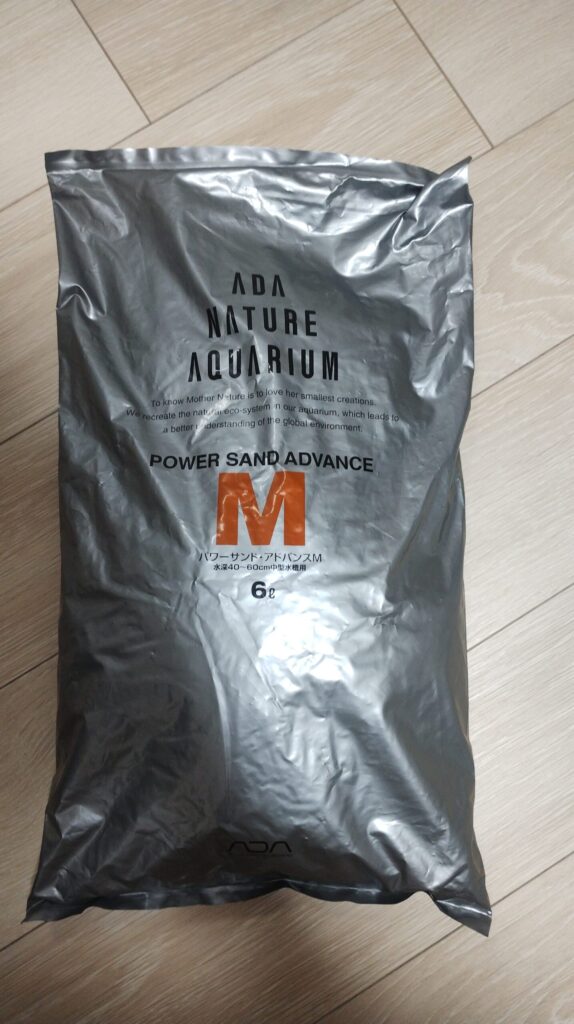 ADA
NATURE
AQUARIUM
To know Mother Nature is to love her smallest creations.
We recreate the natural eco-system in our aquarium, which leads to
a better understanding of the global environment.
POWER SAND ADVANCE
M
パワーサンド・アドバンスM
水深40〜60cm中型水槽用
6ℓ
ADA